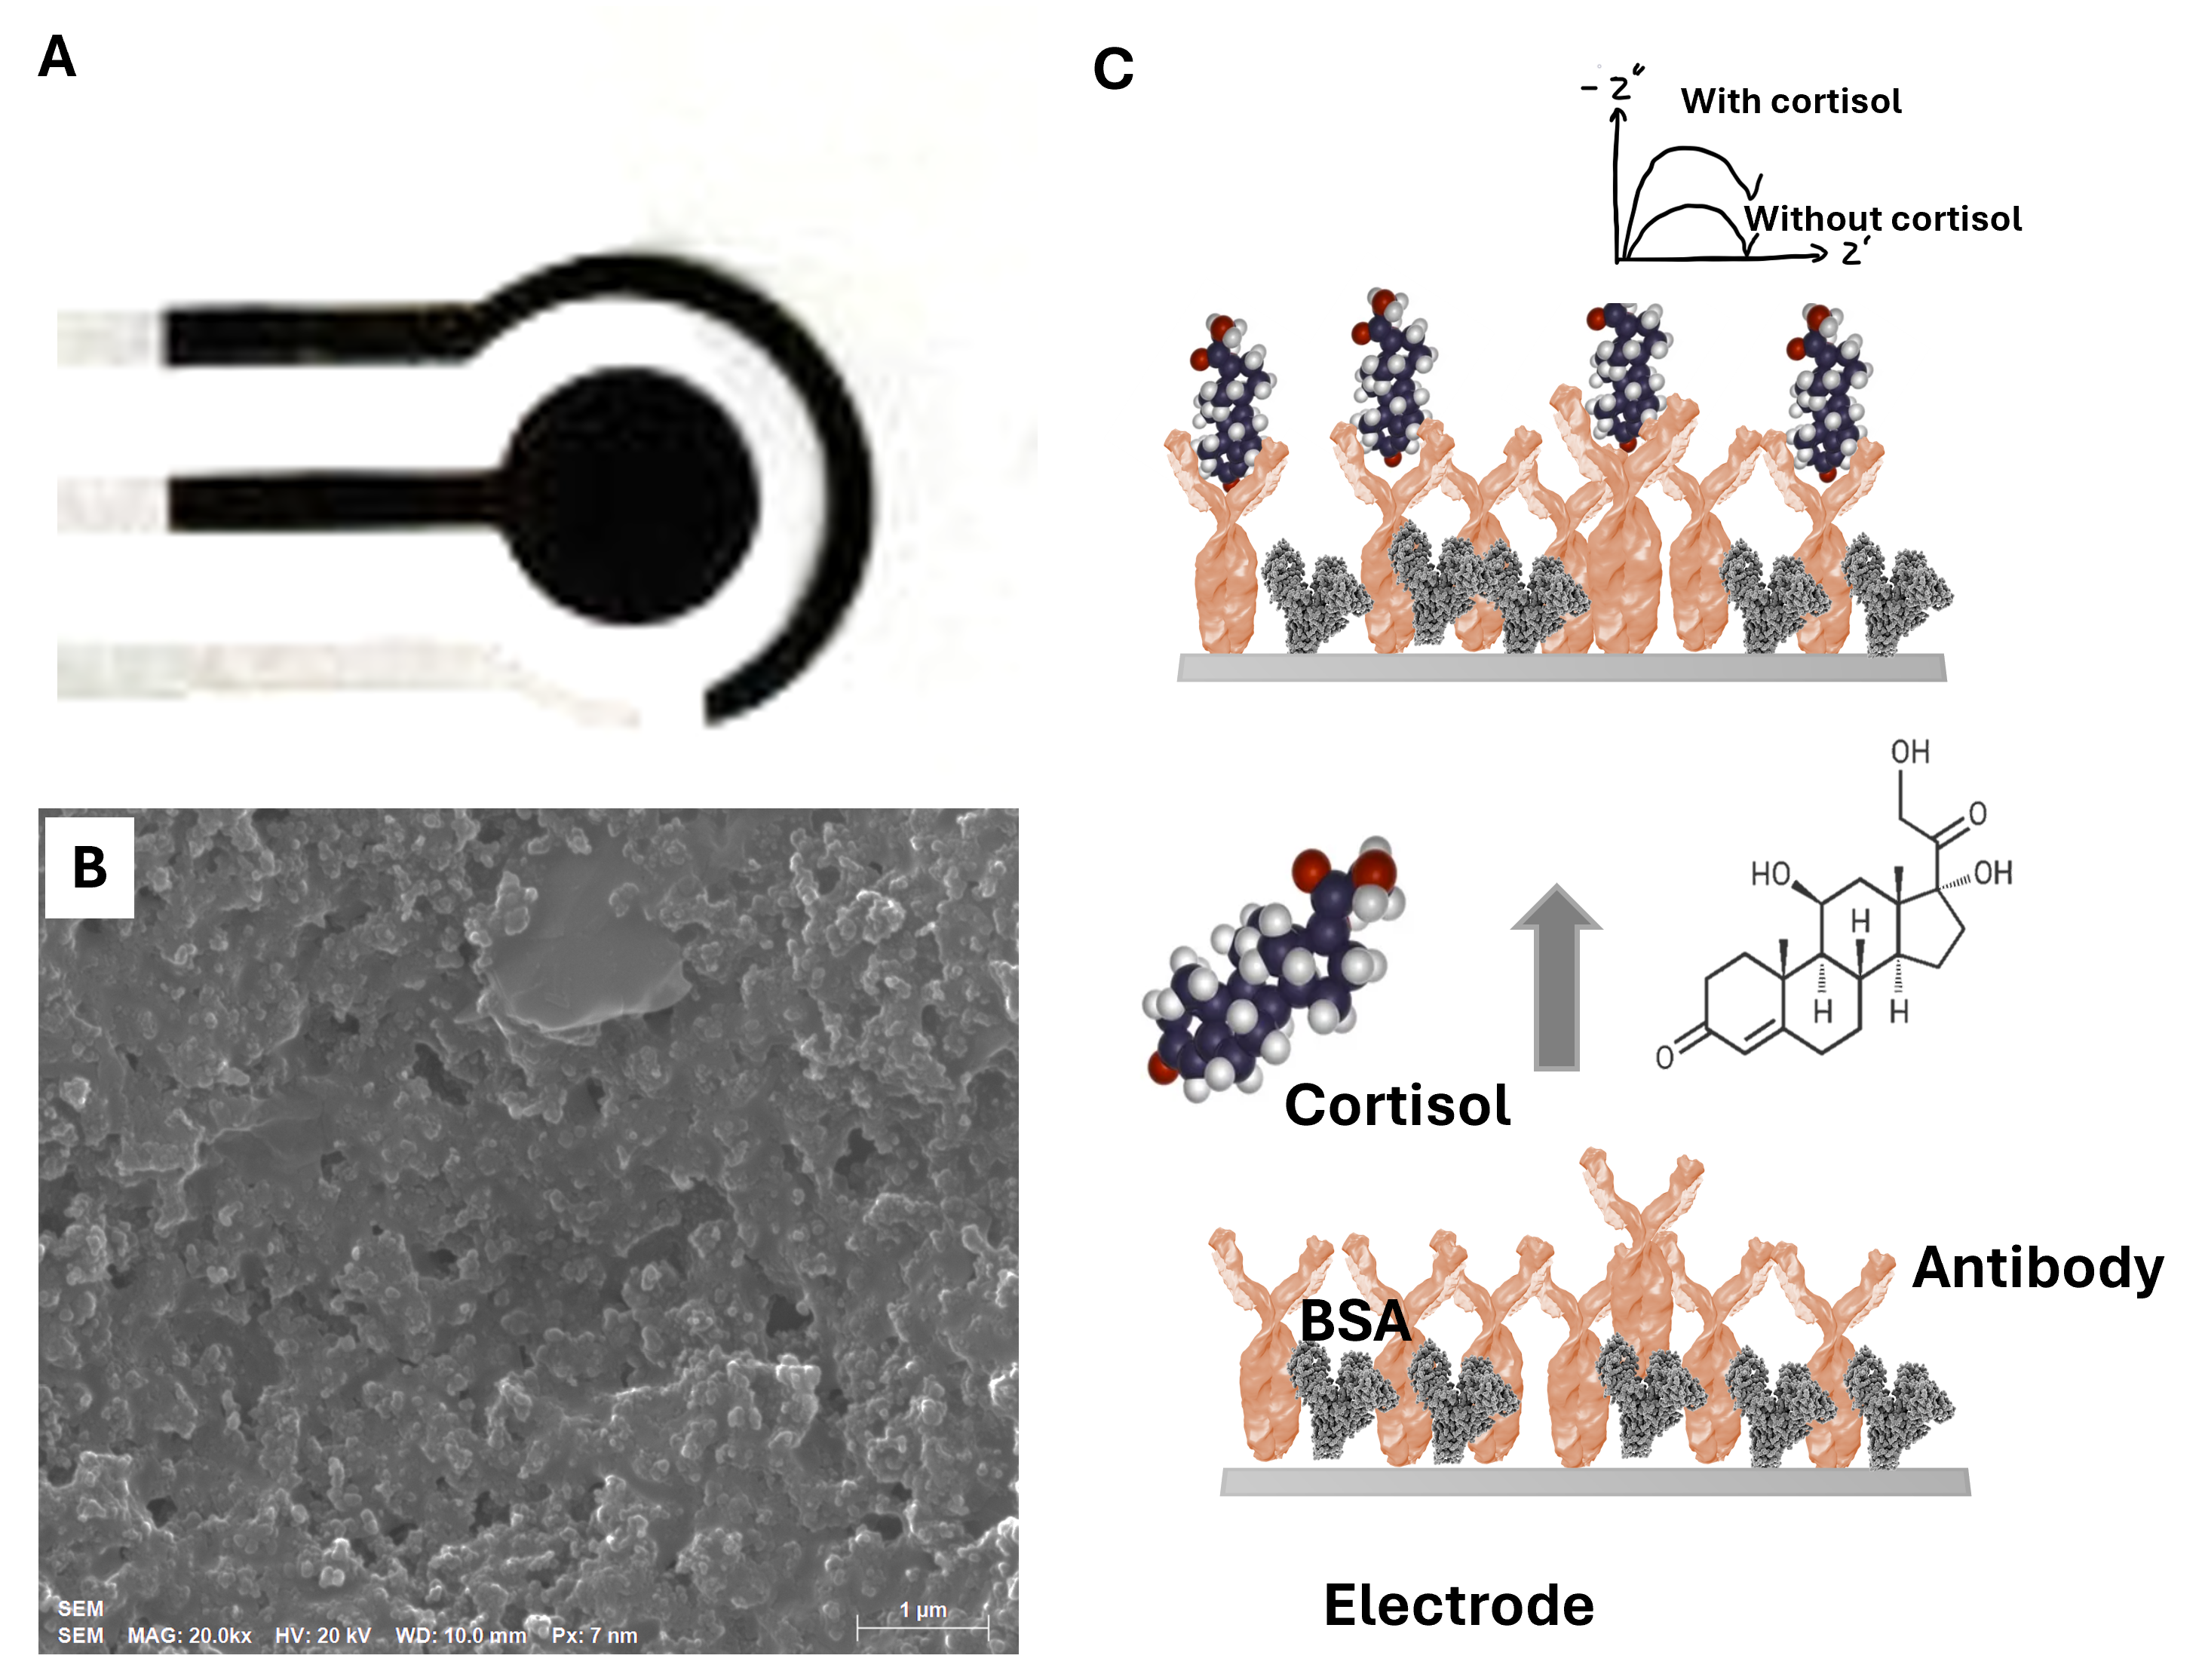 A
B
SEM
SEM MAG: 20.0kx HV: 20 kV WD: 10.0 mm Px: 7 nm
1 µm
C
- Z"
With cortisol
Without cortisol
Z'
OH
O
HO
OH
H
H
H
O
Cortisol
Antibody
BSA
Electrode